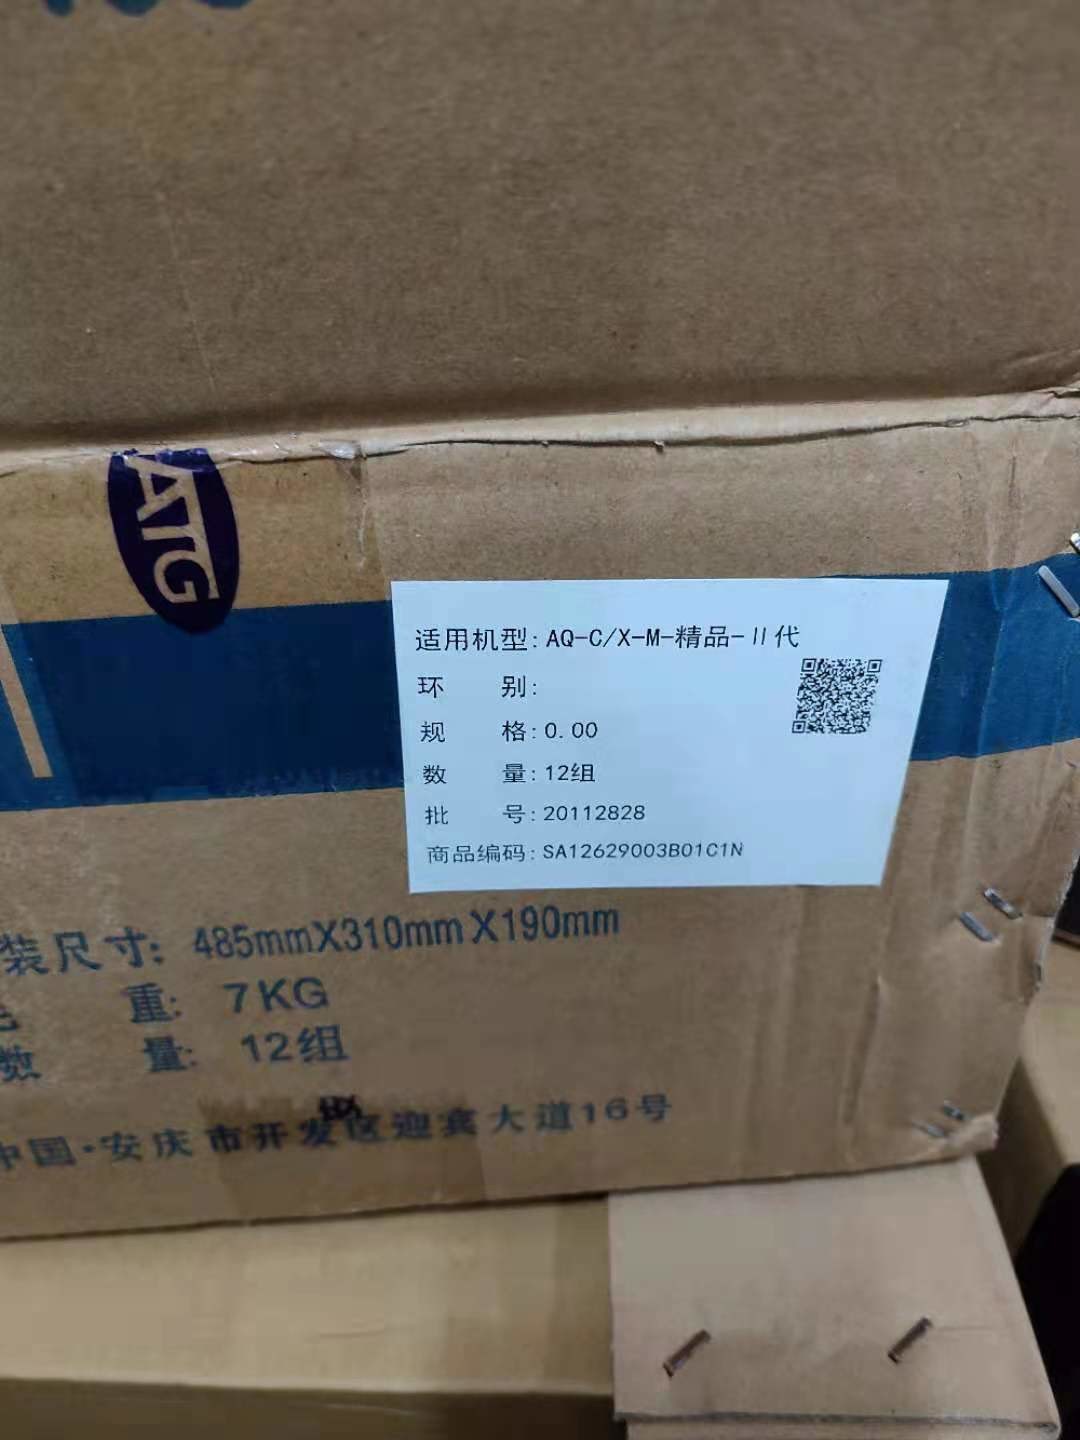 ATG
适用机型: AQ-C/X-M-精品-II代
环 别:
规 格: 0.00
数 量: 12组
批 号: 20112828
商品编码: SA12629003B01C1N
装尺寸: 485mmX310mmX190mm
重: 7KG
数 量: 12组
中国·安庆市开发区迎宾大道16号